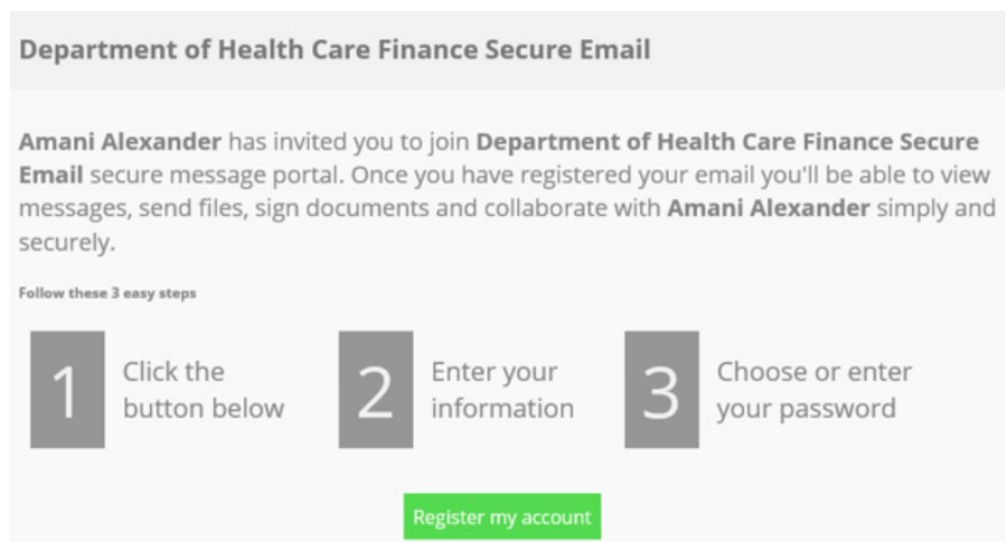 Department of Health Care Finance Secure Email
Amani Alexander has invited you to join Department of Health Care Finance Secure
Email secure message portal. Once you have registered your email you'll be able to view
messages, send files, sign documents and collaborate with Amani Alexander simply and
securely.
Follow these 3 easy steps
1 Click the
button below
2 Enter your
information
3 Choose or enter
your password
Register my account